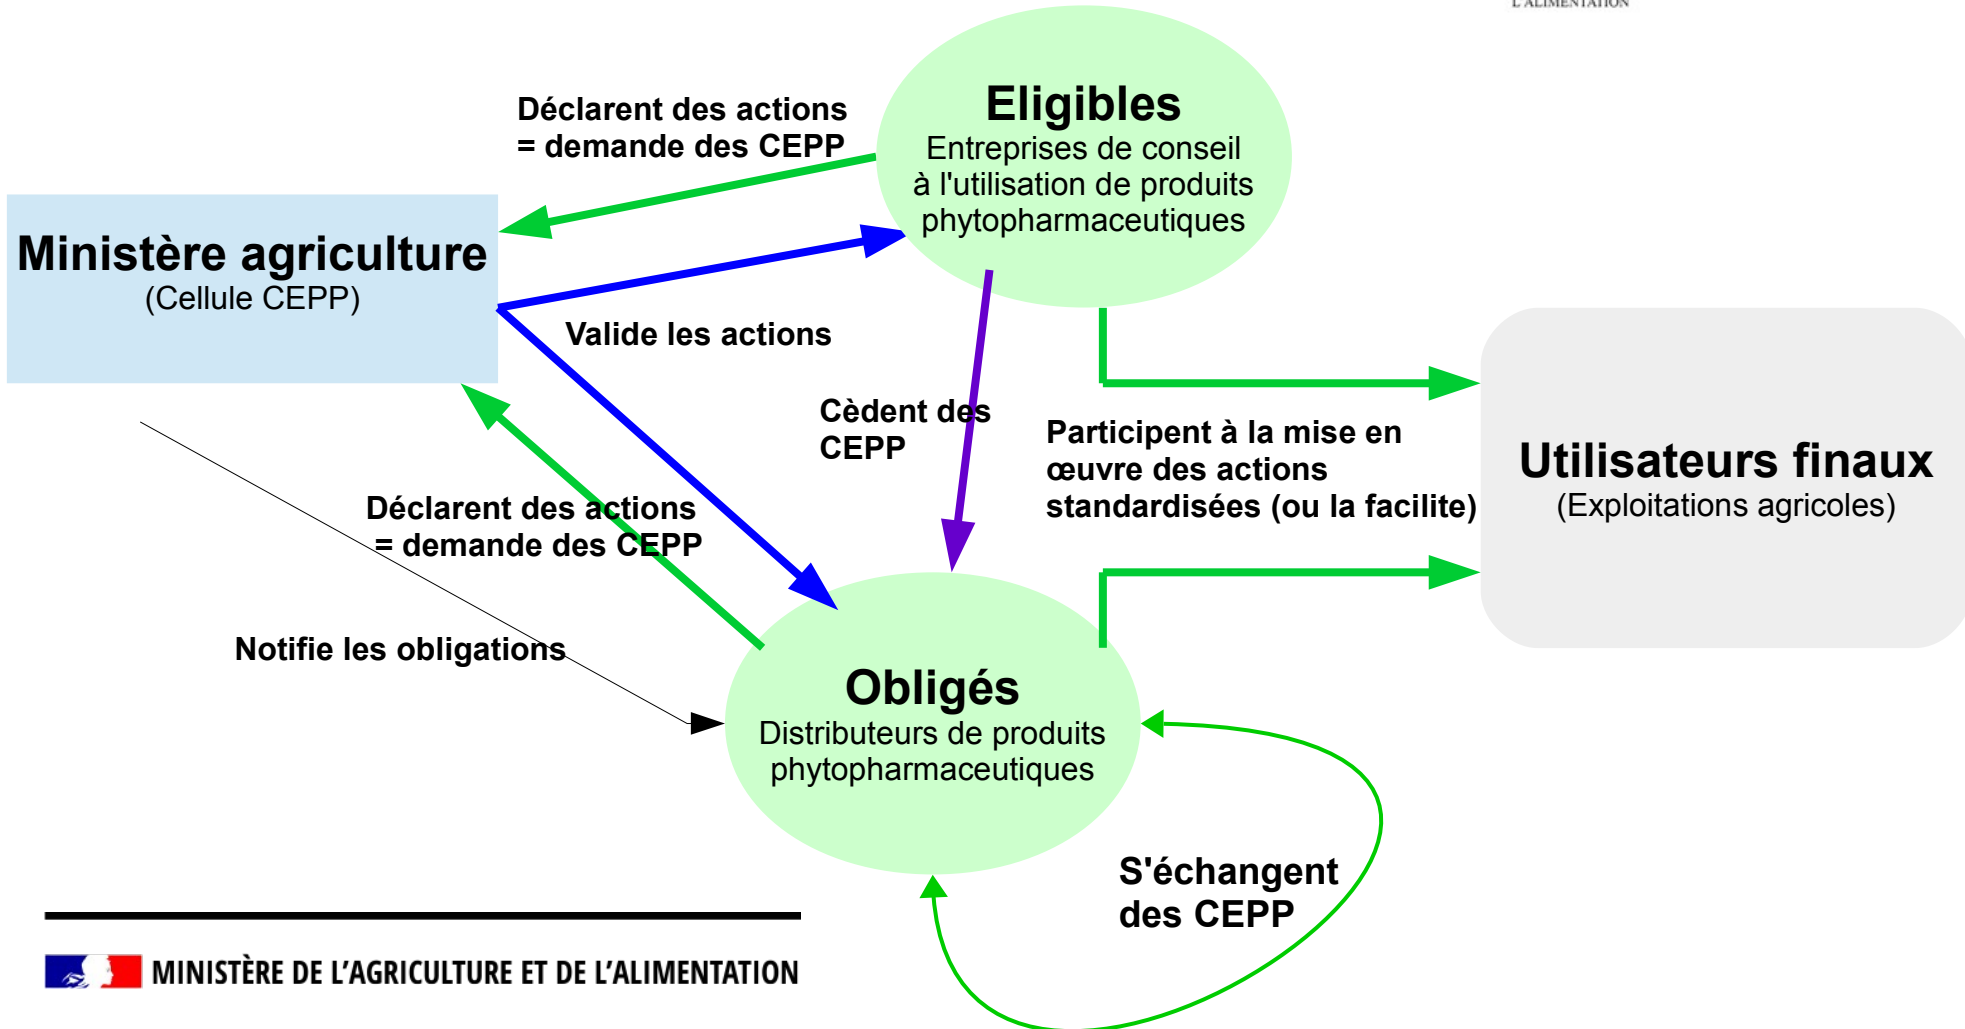 L'ALIMENTATION
Déclarent des actions
= demande des CEPP
Eligibles
Entreprises de conseil
à l'utilisation de produits
phytopharmaceutiques
Ministère agriculture
(Cellule CEPP)
Valide les actions
Cèdent des
CEPP
Participent à la mise en
œuvre des actions
standardisées (ou la facilite)
Utilisateurs finaux
(Exploitations agricoles)
Déclarent des actions
= demande des CEPP
Notifie les obligations
Obligés
Distributeurs de produits
phytopharmaceutiques
S'échangent
des CEPP
MINISTÈRE DE L'AGRICULTURE ET DE L'ALIMENTATION